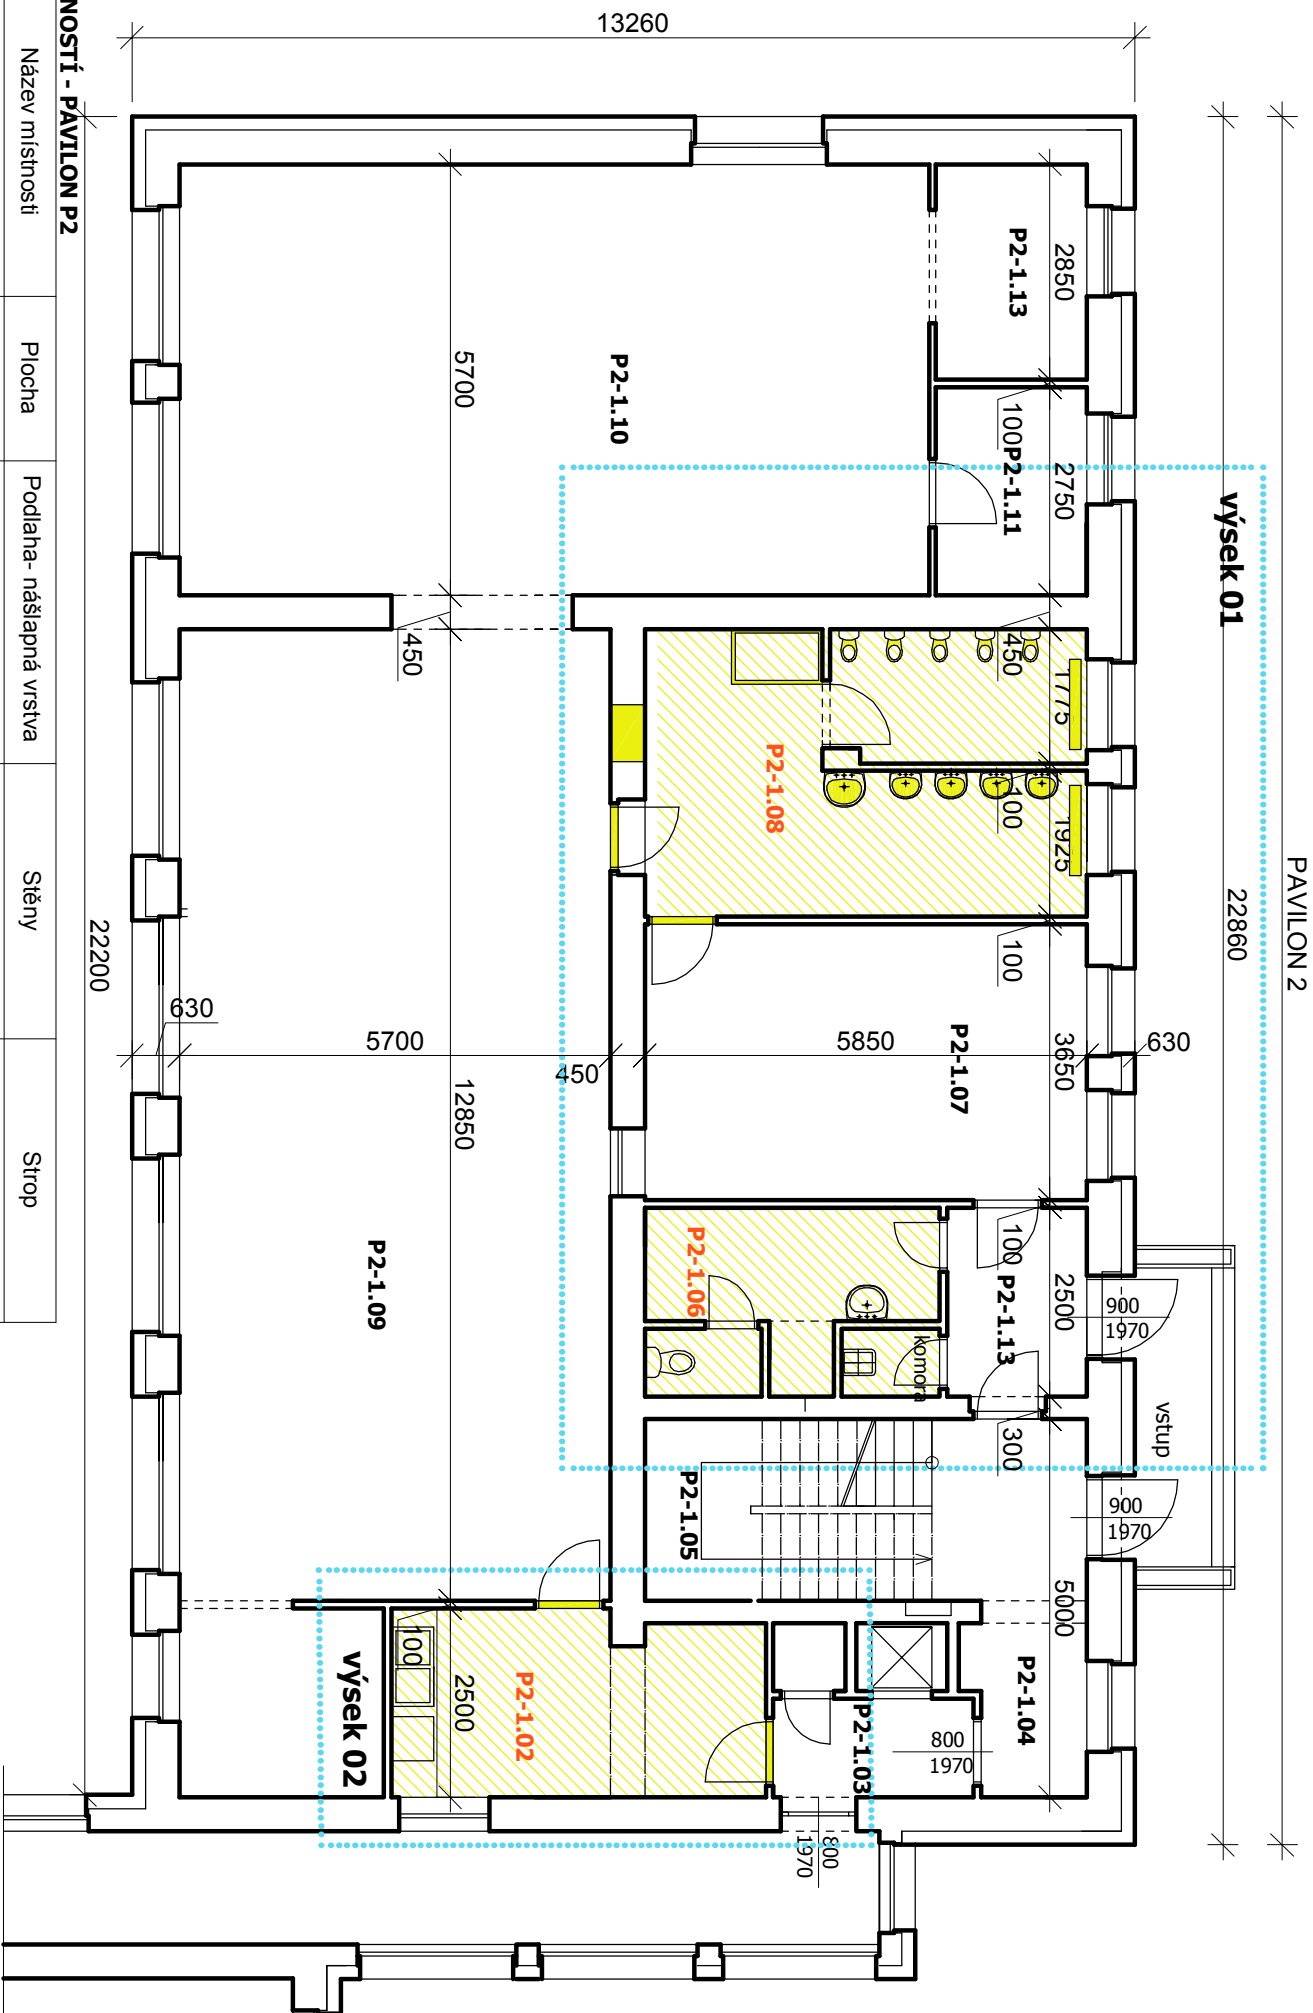 PAVILON 2
22860
výsek 01
13260
2850
100
2750
450
1775
100
1925
100
3650
630
100
2500
300
5000
900
1970
vstup
900
1970
P2-1.13
P2-1.11
P2-1.10
P2-1.08
P2-1.07
P2-1.13
komora
P2-1.06
P2-1.05
P2-1.04
800
1970
P2-1.03
800
1970
P2-1.02
P2-1.09
výsek 02
5700
450
12850
100
2500
5850
450
5700
630
22200
NOSTÍ - PAVILON P2
Název místnosti
Plocha
Podlaha- nášlapná vrstva
Stěny
Strop